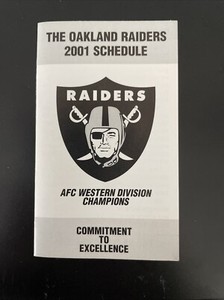 THE OAKLAND RAIDERS
2001 SCHEDULE
RAIDERS
AFC WESTERN DIVISION
CHAMPIONS
COMMITMENT
TO
EXCELLENCE